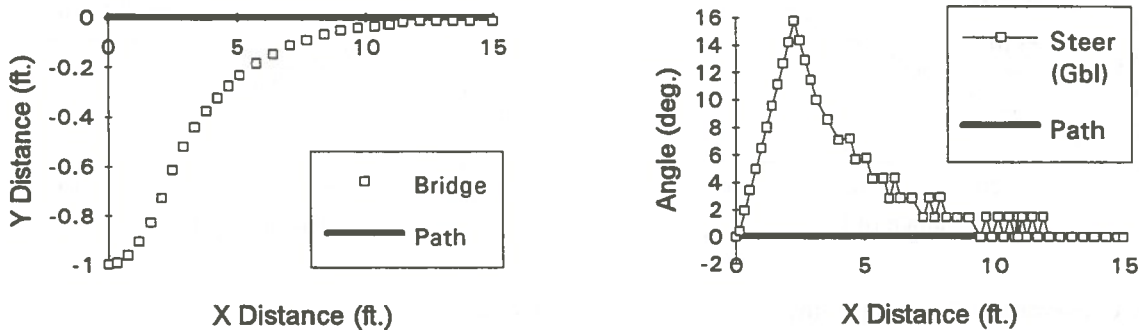 0
0
5
10
15
-0.2
-0.4
-0.6
-0.8
-1
Y Distance (ft.)
X Distance (ft.)
Bridge
Path
16
14
12
10
8
6
4
2
0
-2
0
5
10
15
Angle (deg.)
X Distance (ft.)
Steer
(Gbl)
Path